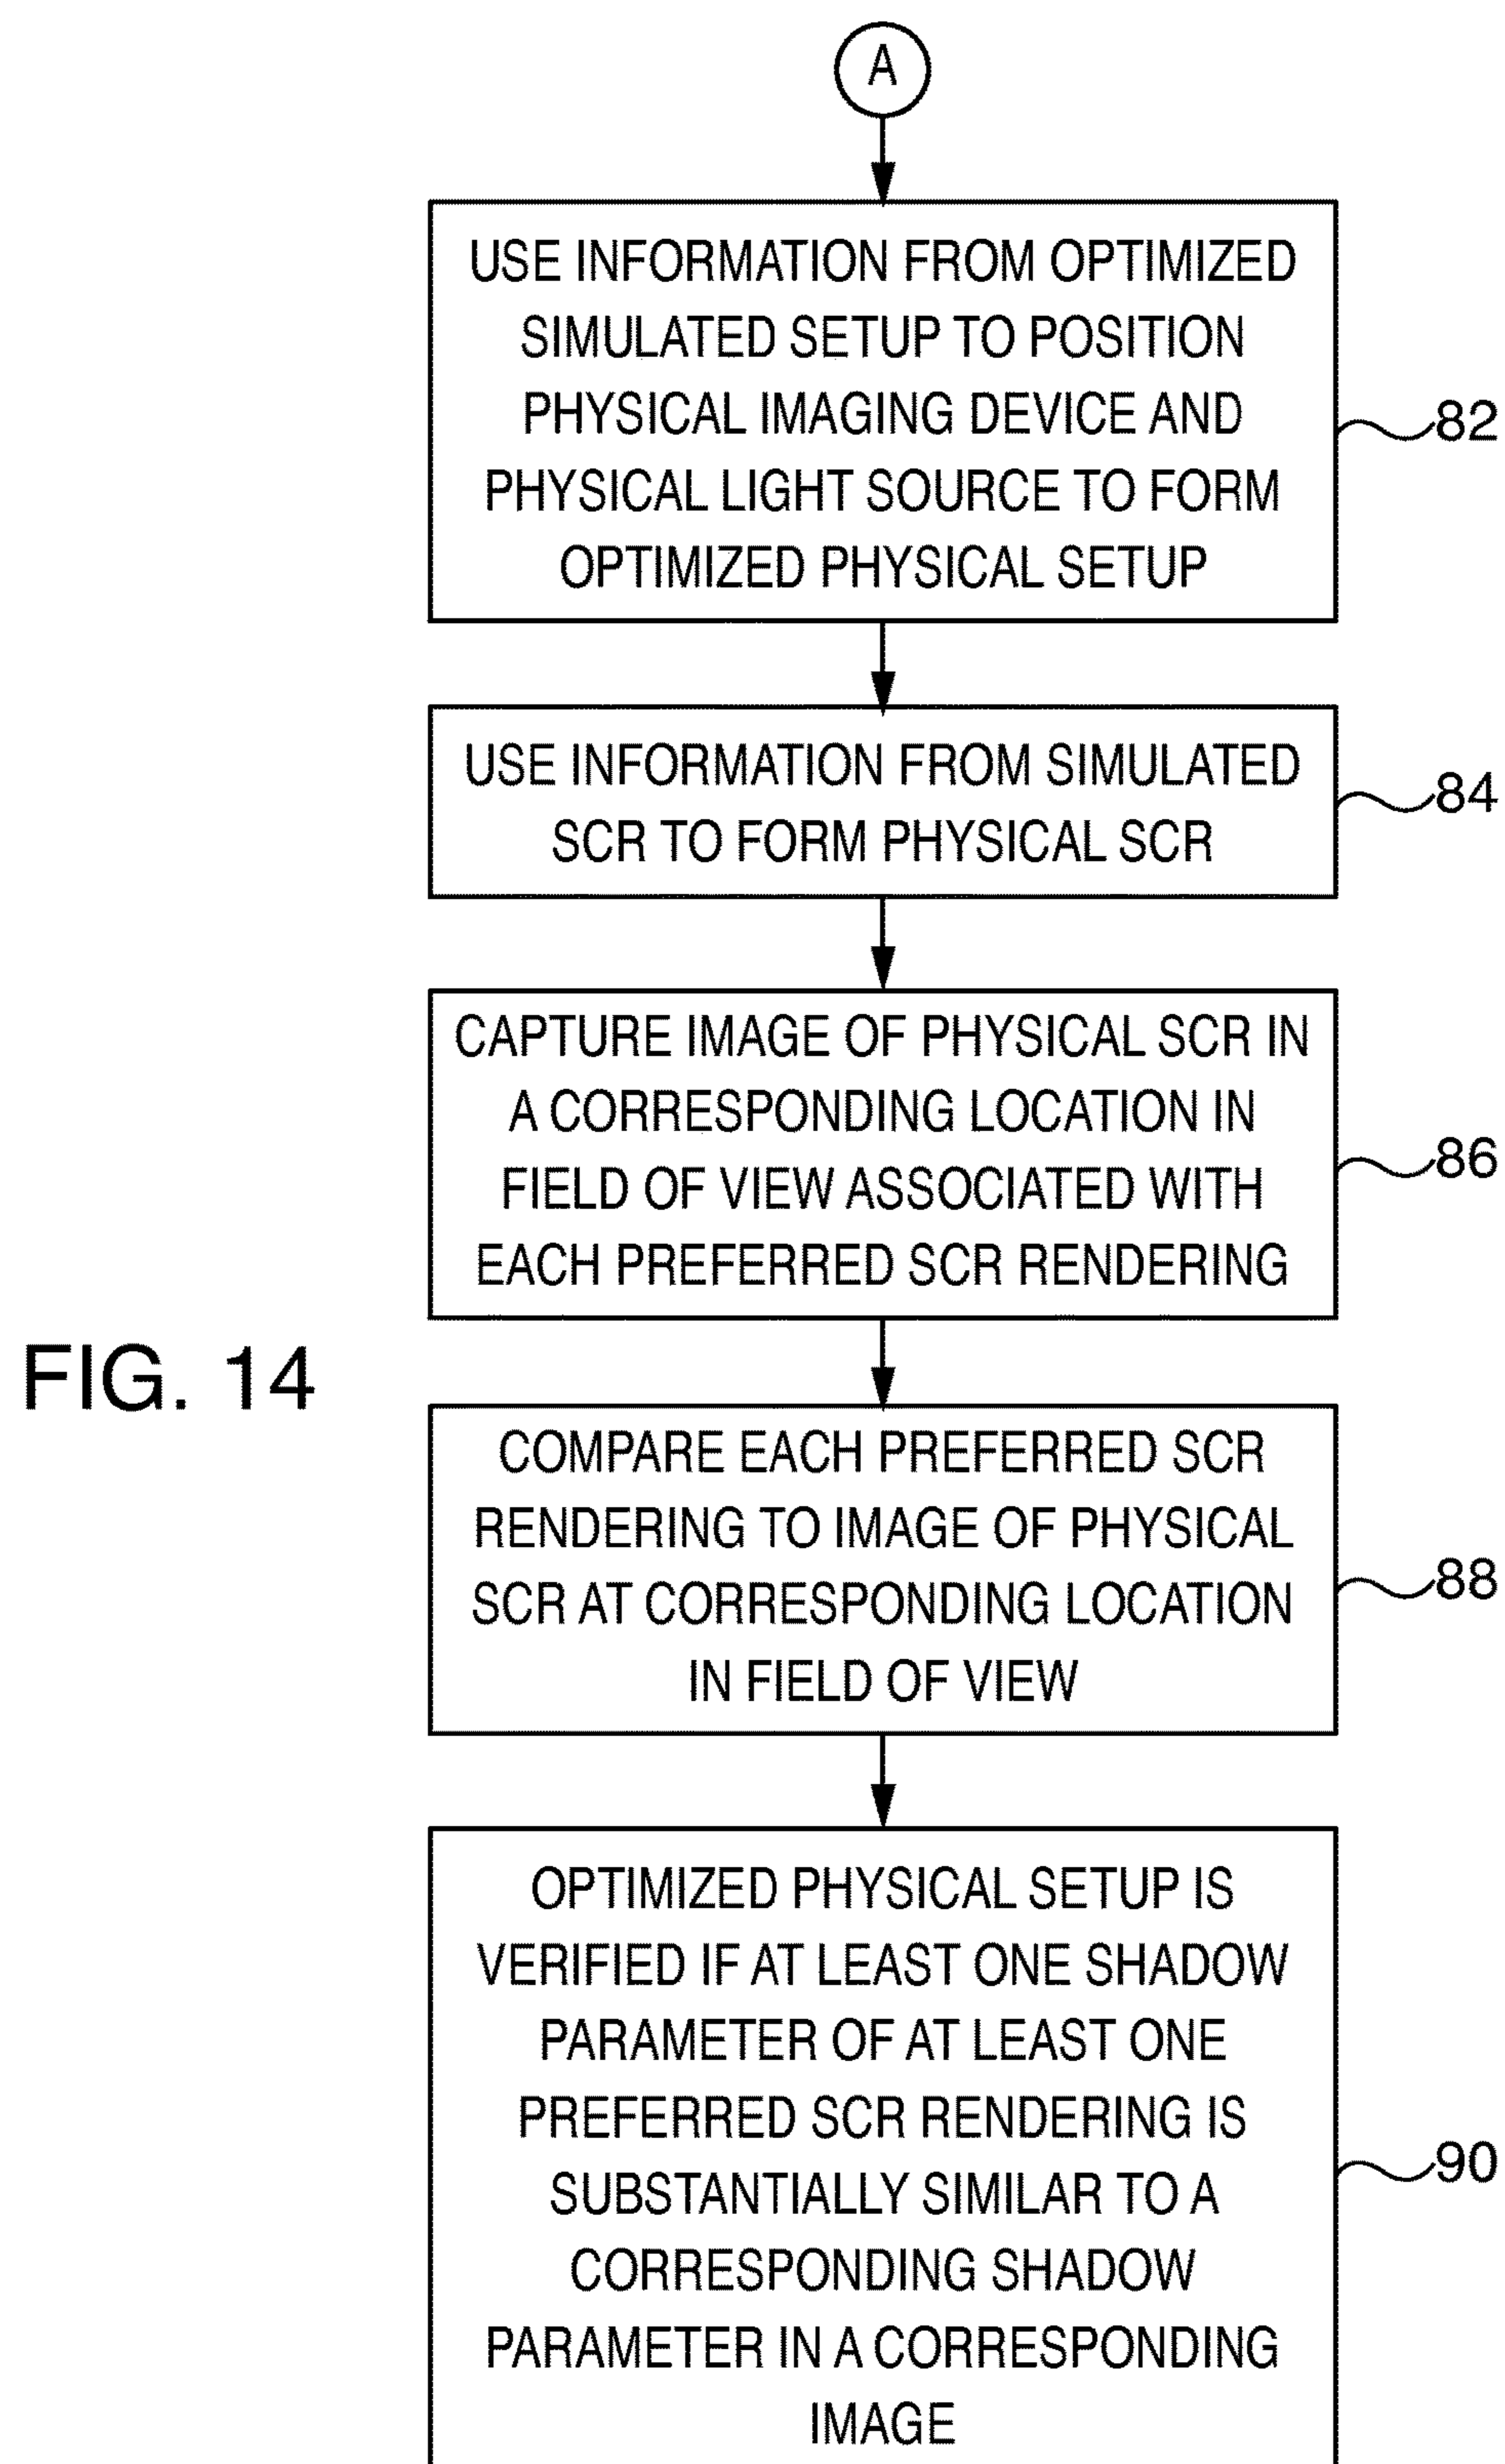 A
USE INFORMATION FROM OPTIMIZED
SIMULATED SETUP TO POSITION
PHYSICAL IMAGING DEVICE AND
PHYSICAL LIGHT SOURCE TO FORM
OPTIMIZED PHYSICAL SETUP
82
USE INFORMATION FROM SIMULATED
SCR TO FORM PHYSICAL SCR
84
CAPTURE IMAGE OF PHYSICAL SCR IN
A CORRESPONDING LOCATION IN
FIELD OF VIEW ASSOCIATED WITH
EACH PREFERRED SCR RENDERING
86
FIG. 14
COMPARE EACH PREFERRED SCR
RENDERING TO IMAGE OF PHYSICAL
SCR AT CORRESPONDING LOCATION
IN FIELD OF VIEW
88
OPTIMIZED PHYSICAL SETUP IS
VERIFIED IF AT LEAST ONE SHADOW
PARAMETER OF AT LEAST ONE
PREFERRED SCR RENDERING IS
SUBSTANTIALLY SIMILAR TO A
CORRESPONDING SHADOW
PARAMETER IN A CORRESPONDING
IMAGE
90